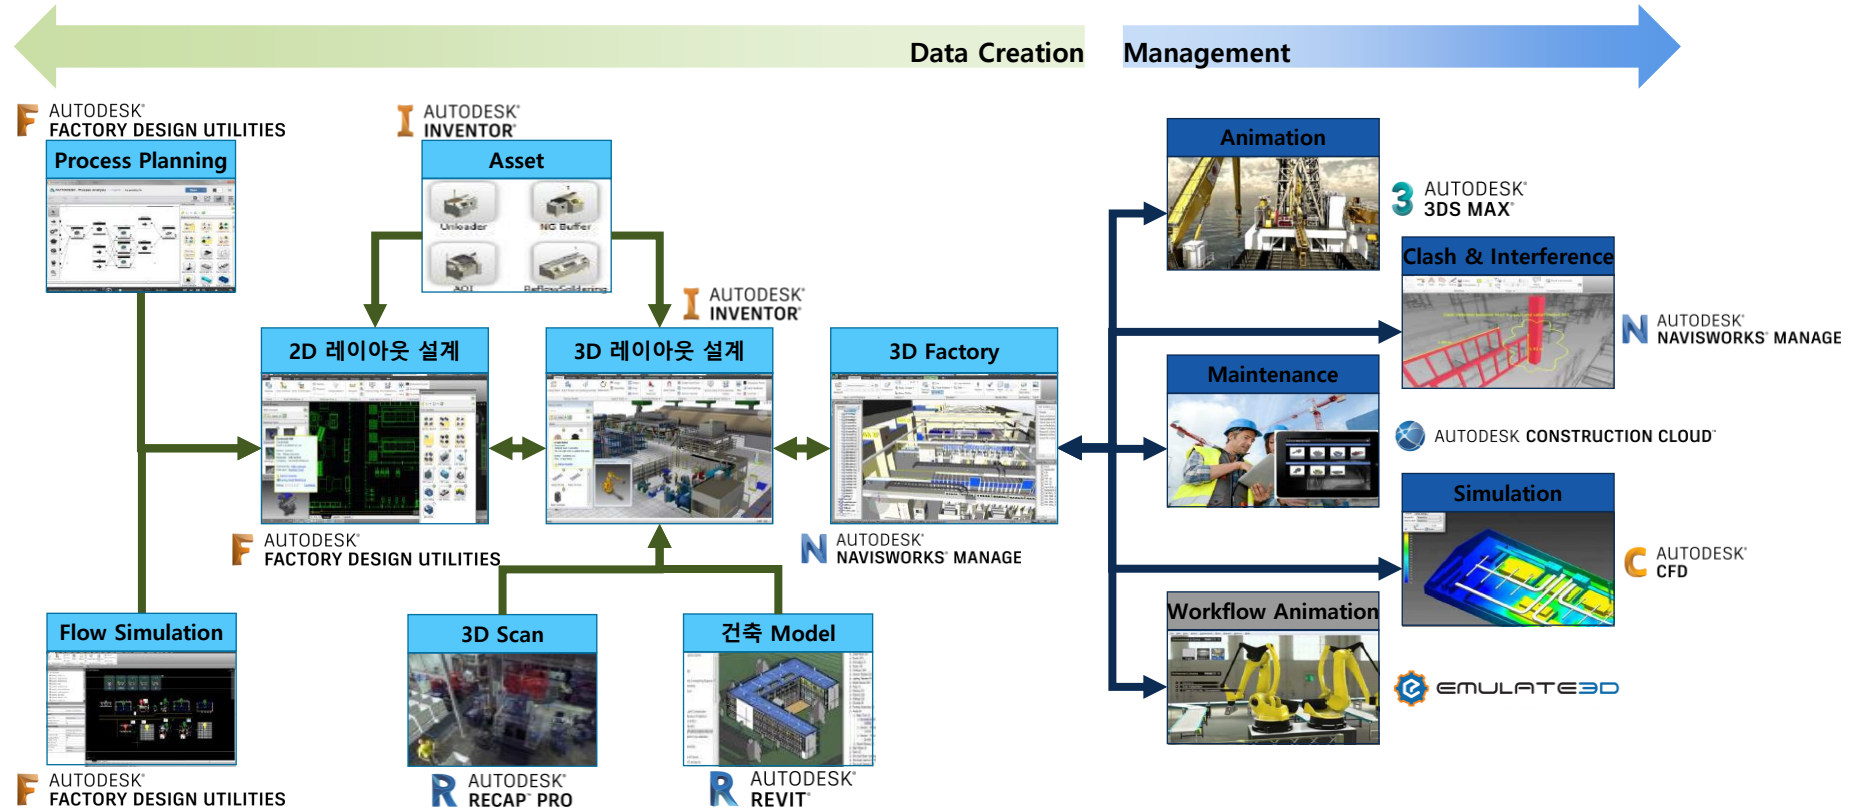 Data Creation
Management
AUTODESK®
FACTORY DESIGN UTILITIES
Process Planning
AUTODESK®
INVENTOR®
Asset
Unloader
NG Buffer
AOI
ReflowSoldering
AUTODESK®
INVENTOR®
2D 레이아웃 설계
3D 레이아웃 설계
3D Factory
AUTODESK®
FACTORY DESIGN UTILITIES
AUTODESK®
NAVISWORKS® MANAGE
Flow Simulation
AUTODESK®
FACTORY DESIGN UTILITIES
3D Scan
AUTODESK®
RECAP™ PRO
건축 Model
AUTODESK®
REVIT®
Animation
AUTODESK®
3DS MAX®
Clash & Interference
AUTODESK®
NAVISWORKS® MANAGE
Maintenance
AUTODESK CONSTRUCTION CLOUD™
Simulation
AUTODESK®
CFD
Workflow Animation
EMULATE3D